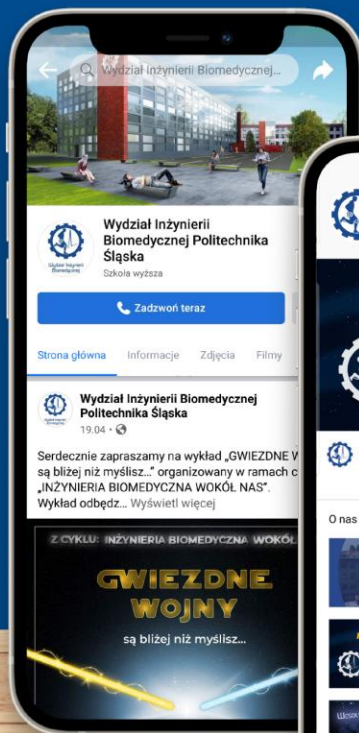 Wydział Inżynierii Biomedycznej...
Wydział Inżynierii
Biomedycznej Politechnika
Śląska
Szkoła wyższa
Zadzwoń teraz
Strona główna Informacje Zdjęcia Filmy
Wydział Inżynierii Biomedycznej
Politechnika Śląska
19.04
Serdecznie zapraszamy na wykład „GWIEZDNE W
są bliżej niż myślisz...” organizowany w ramach c
„INŻYNIERIA BIOMEDYCZNA WOKÓŁ NAS”.
Wykład odbędz... Wyświetl więcej
Z CYKLU: INŻYNIERIA BIOMEDYCZNA WOKÓŁ
GWIEZDNE
WOJNY
są bliżej niż myślisz...
O nas